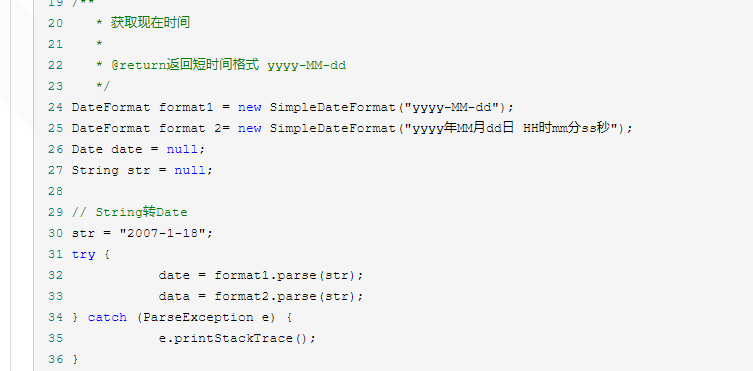 19 /**
20    * 获取现在时间
21    *
22    * @return返回短时间格式 yyyy-MM-dd
23    */
24 DateFormat format1 = new SimpleDateFormat("yyyy-MM-dd");
25 DateFormat format 2= new SimpleDateFormat("yyyy年MM月dd日 HH时mm分ss秒");
26 Date date = null;
27 String str = null;
28
29 // String转Date
30 str = "2007-1-18";
31 try {
32            date = format1.parse(str);
33            data = format2.parse(str);
34 } catch (ParseException e) {
35            e.printStackTrace();
36 }